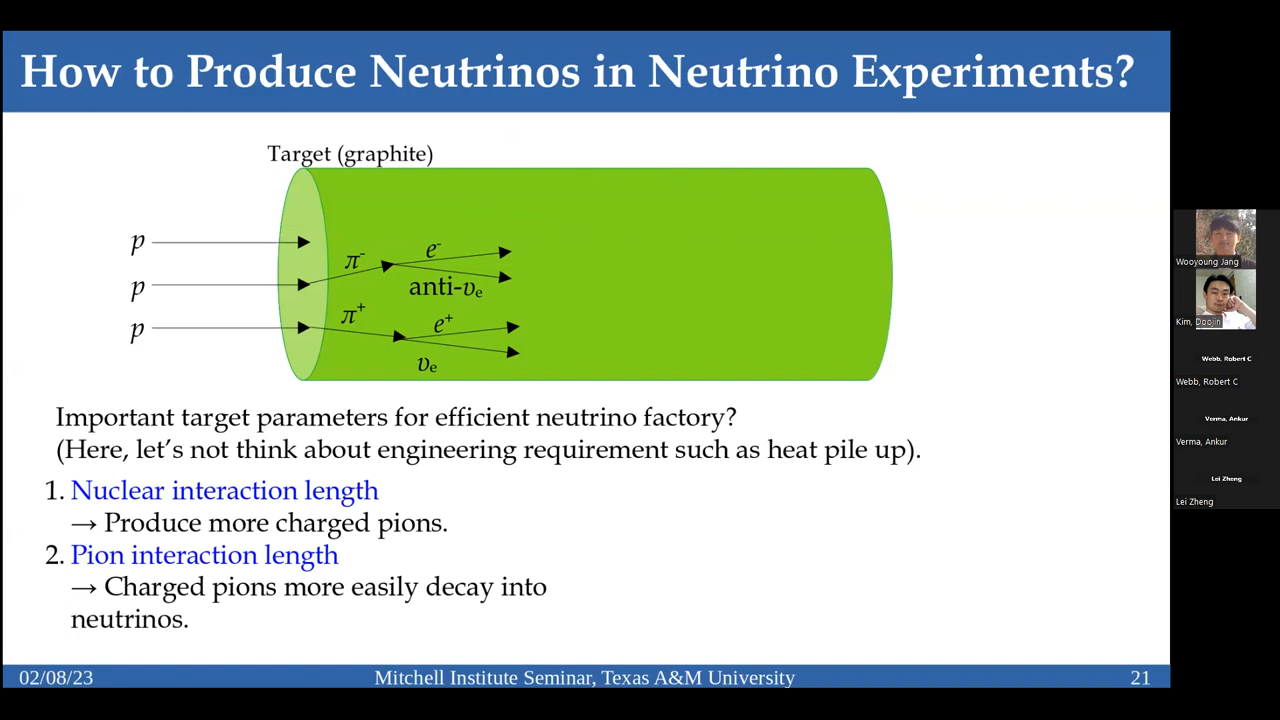 How to Produce Neutrinos in Neutrino Experiments?
Target (graphite)
p
p
p
π-
e-
anti-υe
π+
e+
υe
Important target parameters for efficient neutrino factory?
(Here, let's not think about engineering requirement such as heat pile up).
1. Nuclear interaction length
→ Produce more charged pions.
2. Pion interaction length
→ Charged pions more easily decay into
neutrinos.
02/08/23
Mitchell Institute Seminar, Texas A&M University
21
Wooyoung Jang
Kim, Doojin
Webb, Robert C
Webb, Robert C
Verma, Ankur
Verma, Ankur
Lei Zheng
Lei Zheng